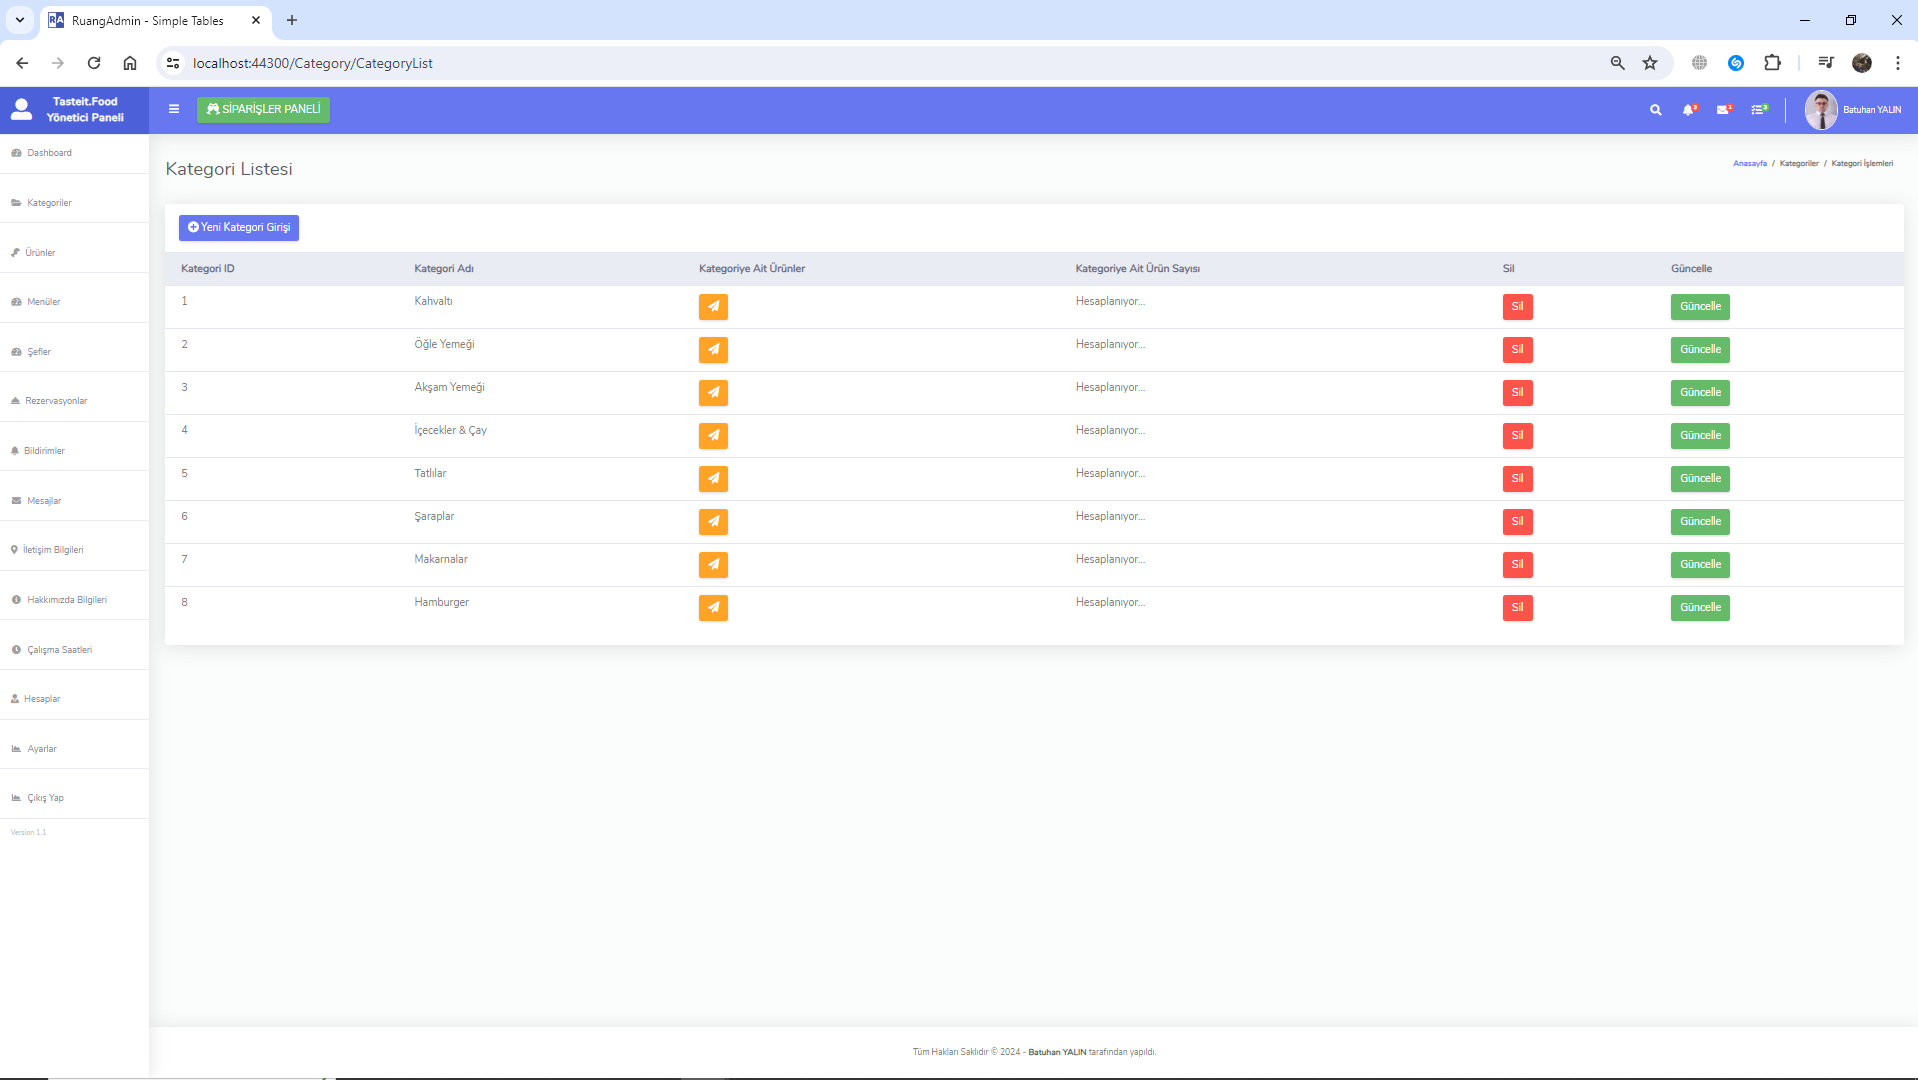 RA RuangAdmin - Simple Tables
localhost:44300/Category/CategoryList
Tasteit.Food
Yönetici Paneli
SİPARİŞLER PANELİ
3
1
3
Batuhan YALIN
Dashboard
Kategoriler
Ürünler
Menüler
Şefler
Rezervasyonlar
Bildirimler
Mesajlar
İletişim Bilgileri
Hakkımızda Bilgileri
Çalışma Saatleri
Hesaplar
Ayarlar
Çıkış Yap
Version 1.1
Kategori Listesi
Anasayfa / Kategoriler / Kategori İşlemleri
Yeni Kategori Girişi
Kategori ID Kategori Adı Kategoriye Ait Ürünler Kategoriye Ait Ürün Sayısı Sil Güncelle
1 Kahvaltı Hesaplanıyor... Sil Güncelle
2 Öğle Yemeği Hesaplanıyor... Sil Güncelle
3 Akşam Yemeği Hesaplanıyor... Sil Güncelle
4 İçecekler & Çay Hesaplanıyor... Sil Güncelle
5 Tatlılar Hesaplanıyor... Sil Güncelle
6 Şaraplar Hesaplanıyor... Sil Güncelle
7 Makarnalar Hesaplanıyor... Sil Güncelle
8 Hamburger Hesaplanıyor... Sil Güncelle
Tüm Hakları Saklıdır © 2024 - Batuhan YALIN tarafından yapıldı.